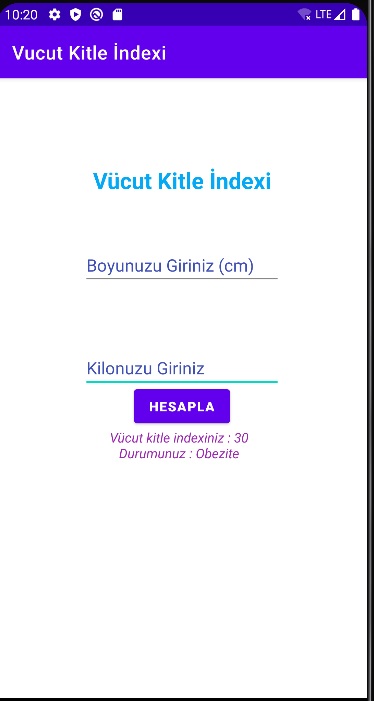 10:20 LTE
Vucut Kitle İndexi
Vücut Kitle İndexi
Boyunuzu Giriniz (cm)
Kilonuzu Giriniz
HESAPLA
Vücut kitle indexiniz : 30
Durumunuz : Obezite